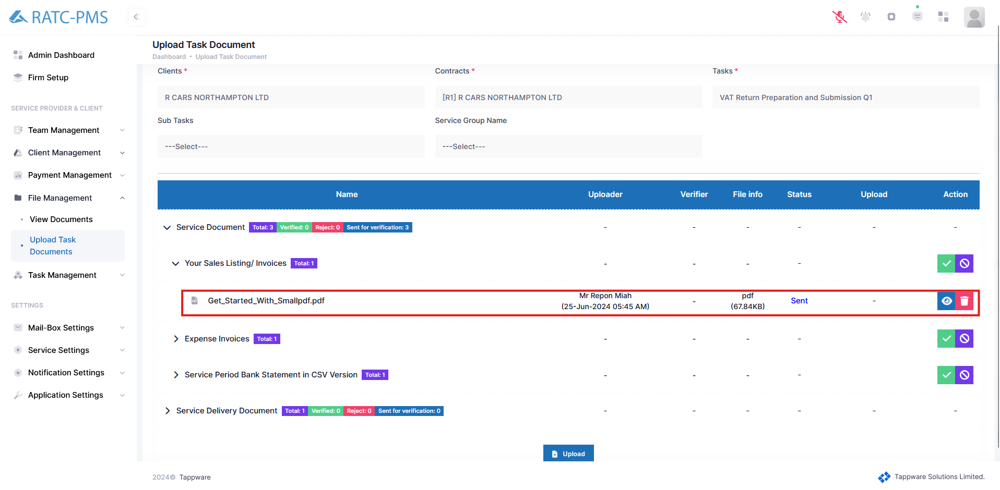 RATC-PMS
Admin Dashboard
Firm Setup
SERVICE PROVIDER & CLIENT
Team Management
Client Management
Payment Management
File Management
View Documents
Upload Task
Documents
Task Management
SETTINGS
Mail-Box Settings
Service Settings
Notification Settings
Application Settings
Upload Task Document
Dashboard - Upload Task Document
Clients * Contracts * Tasks *
R CARS NORTHAMPTON LTD [R1] R CARS NORTHAMPTON LTD VAT Return Preparation and Submission Q1
Sub Tasks Service Group Name
---Select--- ---Select---
Name Uploader Verifier File info Status Upload Action
Service Document Total: 3 Verified: 0 Reject: 0 Sent for verification: 3 - - - - - -
Your Sales Listing/ Invoices Total: 1 - - - -
PDF Get_Started_With_Smallpdf.pdf Mr Repon Miah - pdf Sent -
(25-Jun-2024 05:45 AM) (67.84KB)
Expense Invoices Total: 1 - - - -
Service Period Bank Statement in CSV Version Total: 1 - - - -
Service Delivery Document Total: 1 Verified: 0 Reject: 0 Sent for verification: 0 - - - - - -
Upload
2024© Tappware
Tappware Solutions Limited.